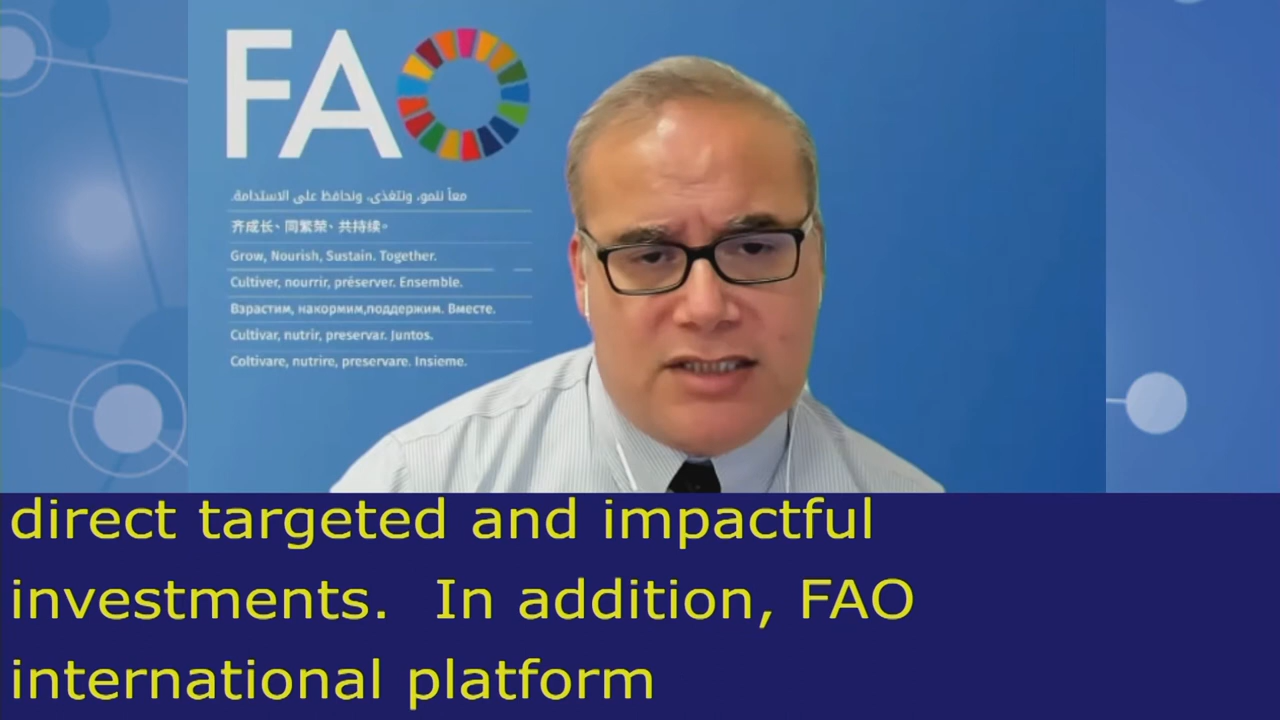 FAO
معاً ننمو، ونتغذى، ونحافظ على الاستدامة.
齐成长、同繁荣、共持续。
Grow, Nourish, Sustain. Together.
Cultiver, nourrir, préserver. Ensemble.
Взрастим, накормим,поддержим. Вместе.
Cultivar, nutrir, preservar. Juntos.
Coltivare, nutrire, preservare. Insieme.
direct targeted and impactful
investments.  In addition, FAO
international platform